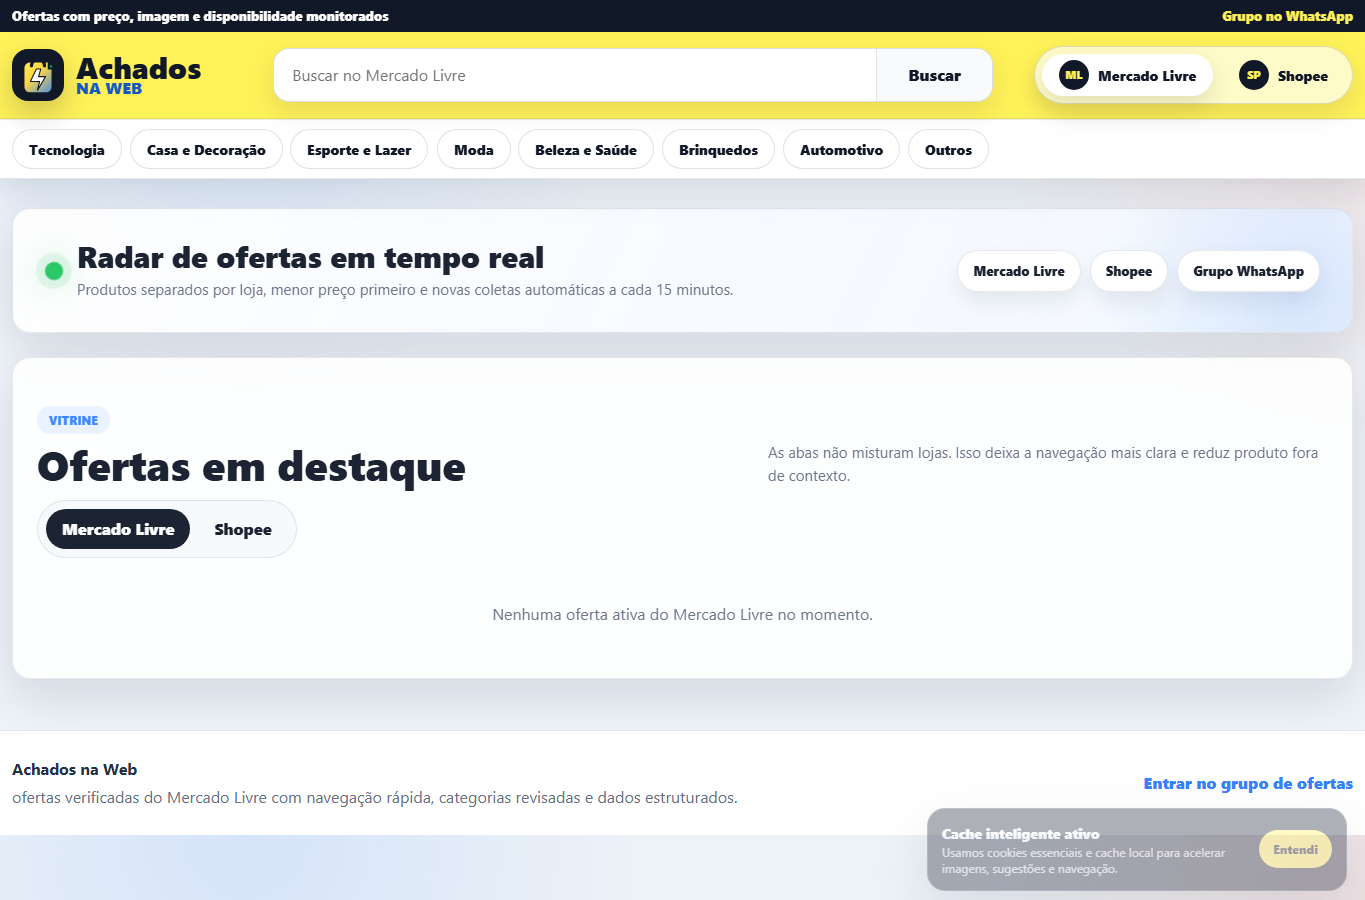 Ofertas com preço, imagem e disponibilidade monitorados
Grupo no WhatsApp
Achados
NA WEB
Buscar no Mercado Livre
Buscar
ML Mercado Livre
SP Shopee
Tecnologia
Casa e Decoração
Esporte e Lazer
Moda
Beleza e Saúde
Brinquedos
Automotivo
Outros
Radar de ofertas em tempo real
Produtos separados por loja, menor preço primeiro e novas coletas automáticas a cada 15 minutos.
Mercado Livre
Shopee
Grupo WhatsApp
VITRINE
Ofertas em destaque
As abas não misturam lojas. Isso deixa a navegação mais clara e reduz produto fora
de contexto.
Mercado Livre
Shopee
Nenhuma oferta ativa do Mercado Livre no momento.
Achados na Web
ofertas verificadas do Mercado Livre com navegação rápida, categorias revisadas e dados estruturados.
Entrar no grupo de ofertas
Cache inteligente ativo
Usamos cookies essenciais e cache local para acelerar
imagens, sugestões e navegação.
Entendi